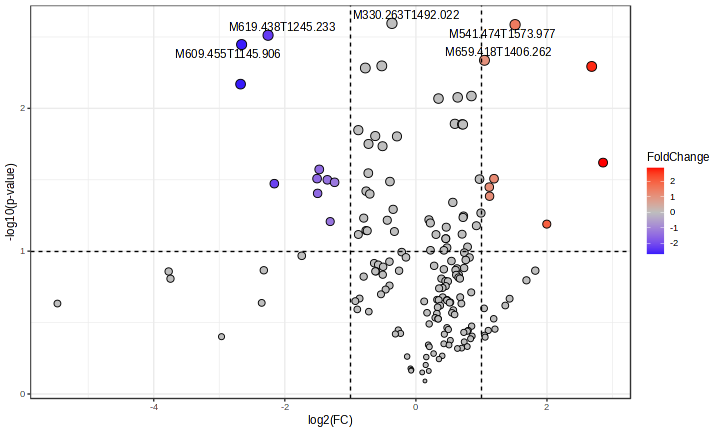 M330.263T1492.022
M619.438T1245.233
M541.474T1573.977
M609.455T1145.906
M659.418T1406.262
-log10(p-value)
2
1
0
-4
-2
0
2
log2(FC)
FoldChange
2
1
0
-1
-2